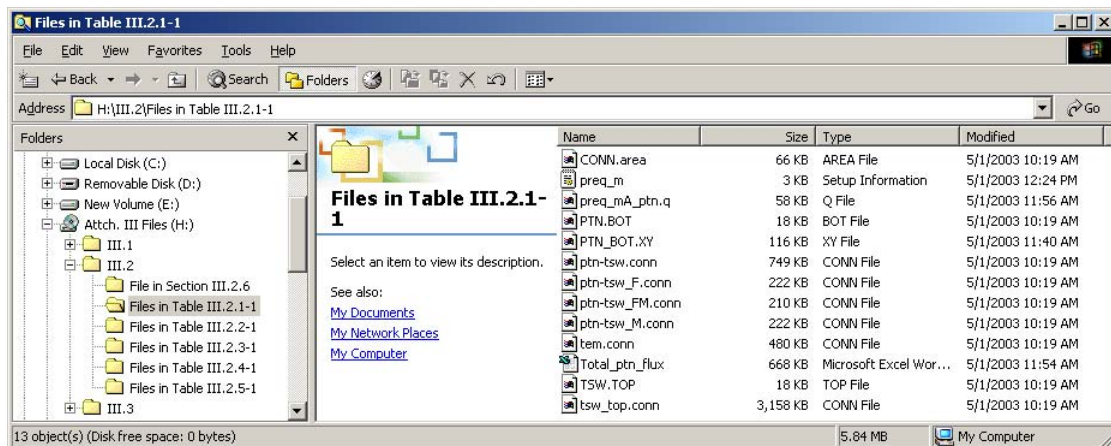 Files in Table III.2.1-1
File Edit View Favorites Tools Help
Back Search Folders
Address H:\III.2\Files in Table III.2.1-1 Go
Folders x
Local Disk (C:)
Removable Disk (D:)
New Volume (E:)
Attch. III Files (H:)
III.1
III.2
File in Section III.2.6
Files in Table III.2.1-1
Files in Table III.2.2-1
Files in Table III.2.3-1
Files in Table III.2.4-1
Files in Table III.2.5-1
III.3
Files in Table III.2.1-
1
Select an item to view its description.
See also:
My Documents
My Network Places
My Computer
Name Size Type Modified
CONN.area 66 KB AREA File 5/1/2003 10:19 AM
preq_m 3 KB Setup Information 5/1/2003 12:24 PM
preq_mA_ptn.q 58 KB Q File 5/1/2003 11:56 AM
PTN.BOT 18 KB BOT File 5/1/2003 10:19 AM
PTN_BOT.XY 116 KB XY File 5/1/2003 11:40 AM
ptn-tsw.conn 749 KB CONN File 5/1/2003 10:19 AM
ptn-tsw_F.conn 222 KB CONN File 5/1/2003 10:19 AM
ptn-tsw_FM.conn 210 KB CONN File 5/1/2003 10:19 AM
ptn-tsw_M.conn 222 KB CONN File 5/1/2003 10:19 AM
tem.conn 480 KB CONN File 5/1/2003 10:19 AM
Total_ptn_flux 668 KB Microsoft Excel Wor... 5/1/2003 11:54 AM
TSW.TOP 18 KB TOP File 5/1/2003 10:19 AM
tsw_top.conn 3,158 KB CONN File 5/1/2003 10:19 AM
13 object(s) (Disk free space: 0 bytes) 5.84 MB My Computer